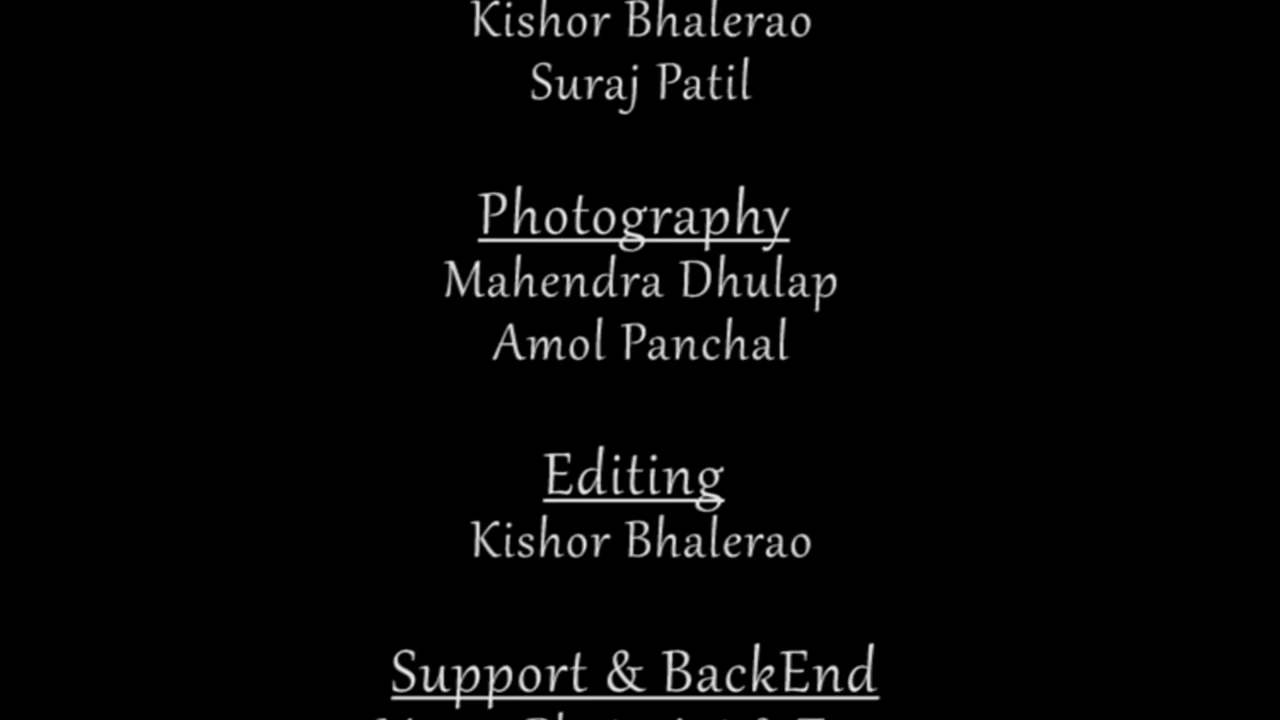 Kishor Bhalerao
Suraj Patil
Photography
Mahendra Dhulap
Amol Panchal
Editing
Kishor Bhalerao
Support & BackEnd